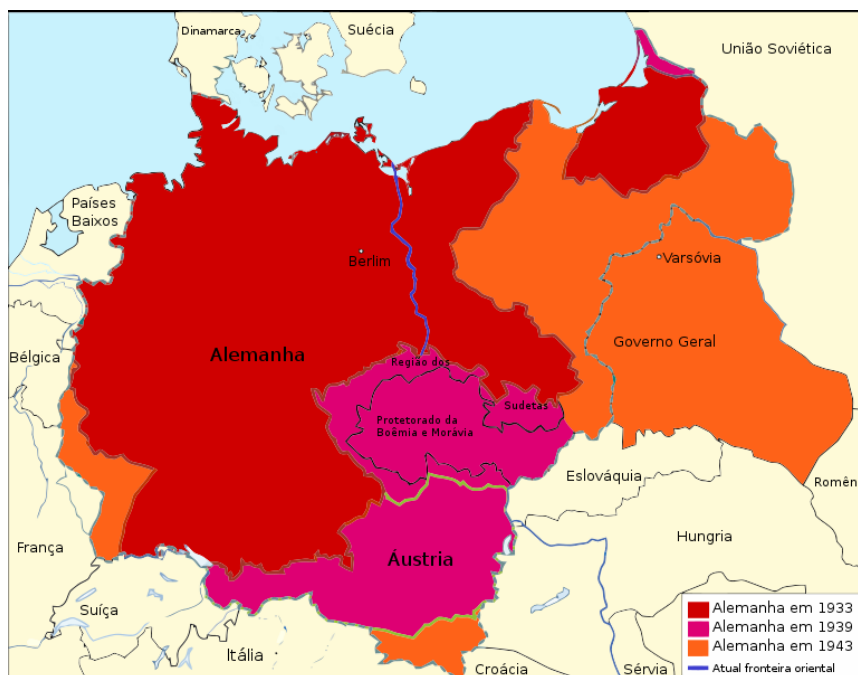 Dinamarca
Suécia
União Soviética
Países
Baixos
Berlim
Varsóvia
Bélgica
Alemanha
Governo Geral
Região dos
Sudetas
Protetorado da
Boêmia e Morávia
Eslováquia
Romên
França
Hungria
Áustria
Suíça
Itália
Croácia
Sérvia
Alemanha em 1933
Alemanha em 1939
Alemanha em 1943
Atual fronteira oriental